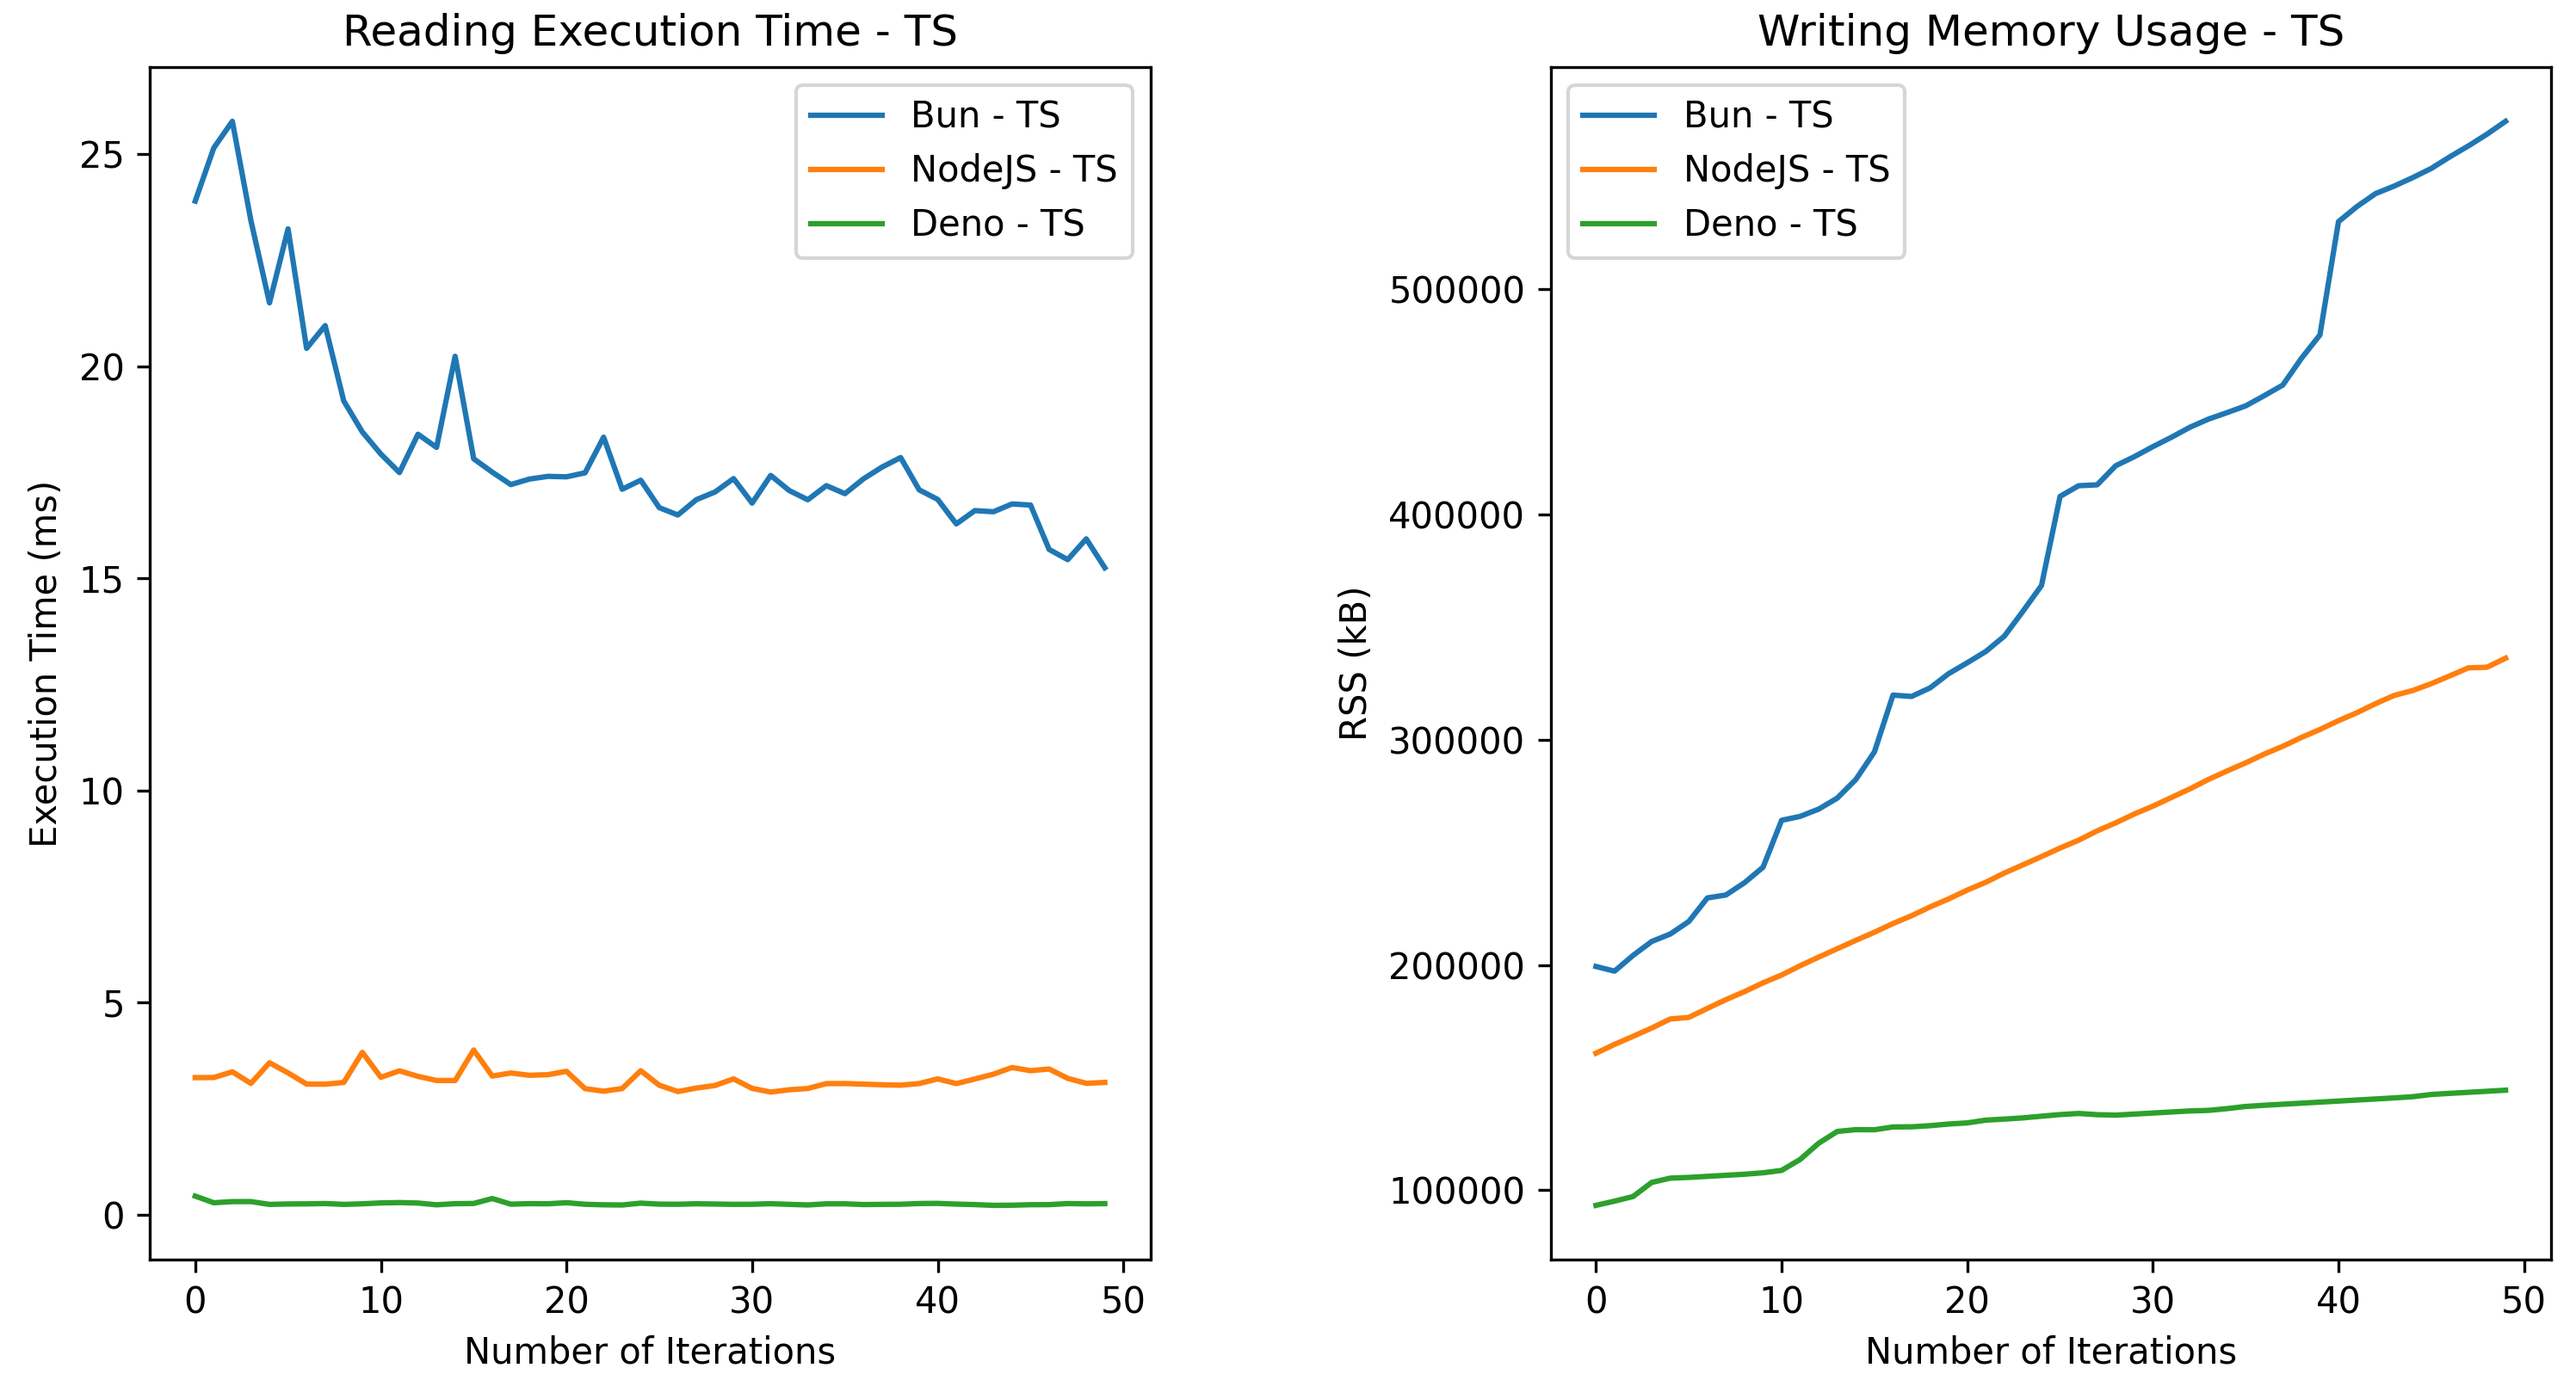 Reading Execution Time - TS
Bun - TS
NodeJS - TS
Deno - TS
25
20
15
10
5
0
Execution Time (ms)
0 10 20 30 40 50
Number of Iterations
Writing Memory Usage - TS
Bun - TS
NodeJS - TS
Deno - TS
500000
400000
300000
200000
100000
RSS (kB)
0 10 20 30 40 50
Number of Iterations